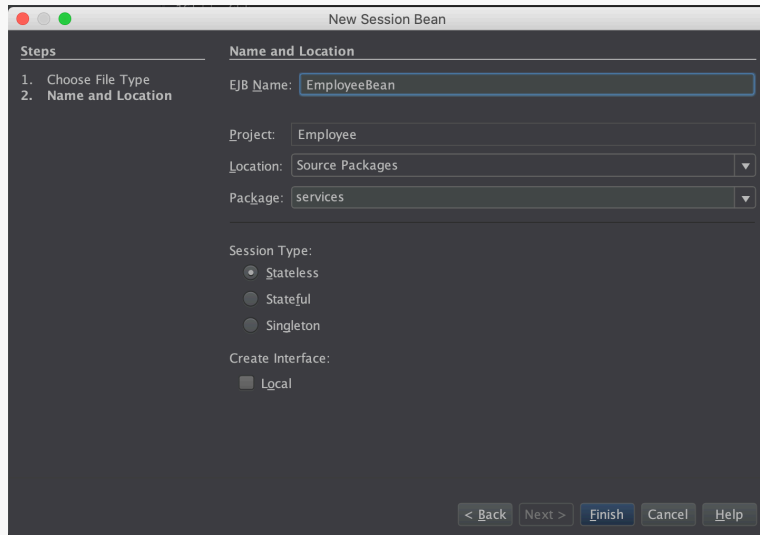 New Session Bean
Steps
1. Choose File Type
2. Name and Location
Name and Location
EJB Name: EmployeeBean
Project: Employee
Location: Source Packages
Package: services
Session Type:
Stateless
Stateful
Singleton
Create Interface:
Local
< Back Next > Finish Cancel Help